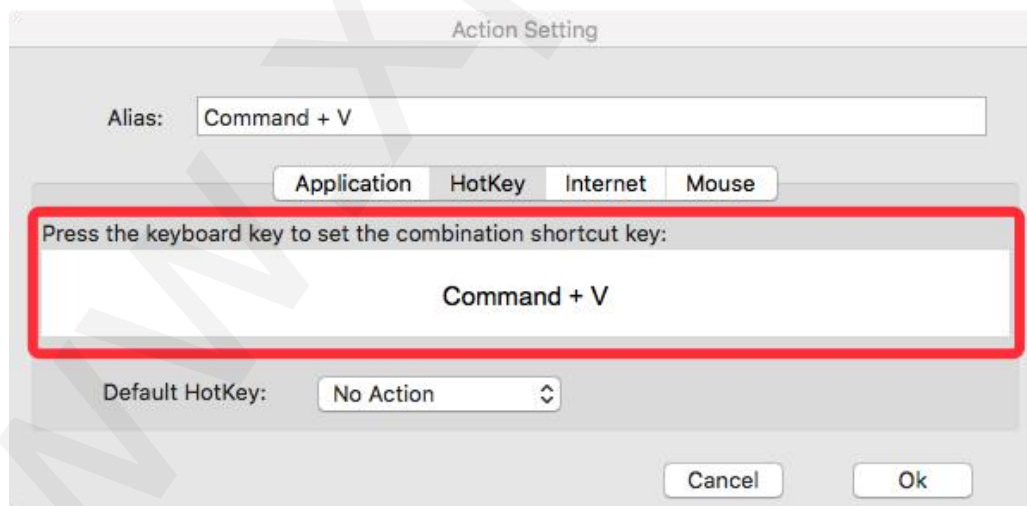 Action Setting
Alias: Command + V
Application HotKey Internet Mouse
Press the keyboard key to set the combination shortcut key:
Command + V
Default HotKey: No Action
Cancel Ok